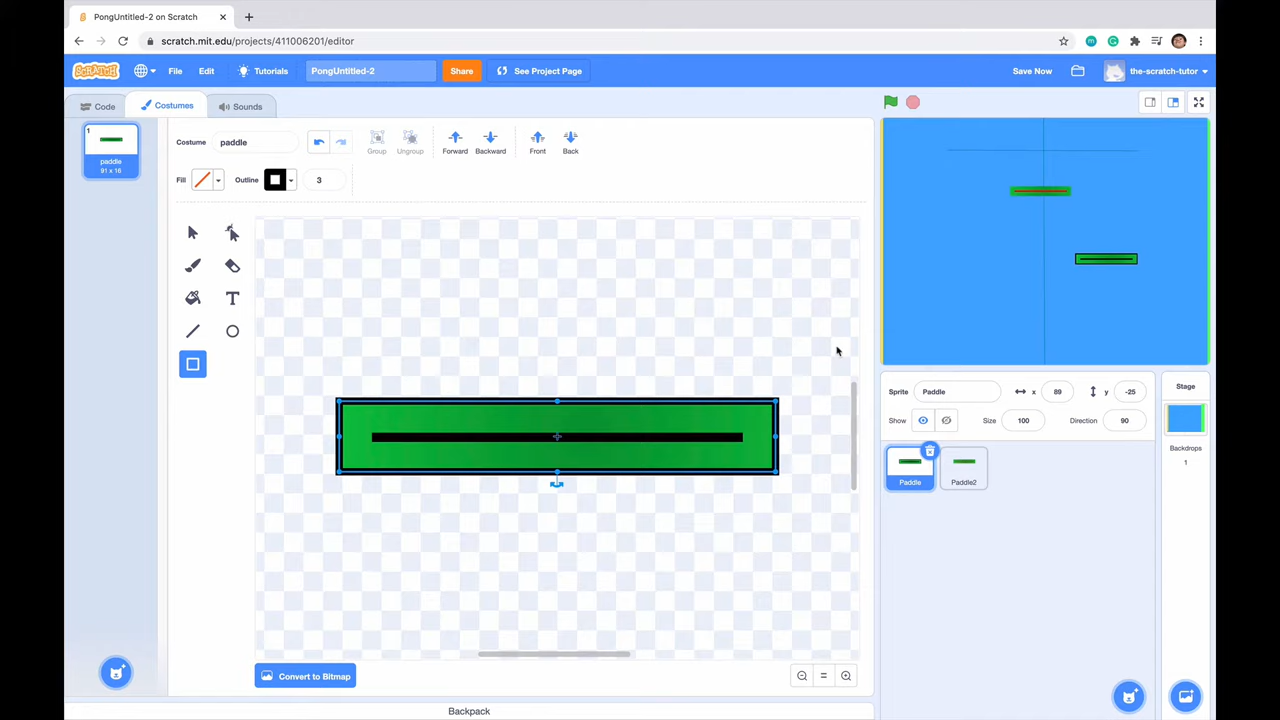 PongUntitled-2 on Scratch
scratch.mit.edu/projects/411006201/editor
SCRATCH
File
Edit
Tutorials
PongUntitled-2
Share
See Project Page
Save Now
the-scratch-tutor
Code
Costumes
Sounds
1
paddle
91 x 16
Costume
paddle
Group
Ungroup
Forward
Backward
Front
Back
Fill
Outline
3
T
Convert to Bitmap
Backpack
Sprite
Paddle
x
89
y
-25
Show
Size
100
Direction
90
Stage
Backdrops
1
Paddle
Paddle2